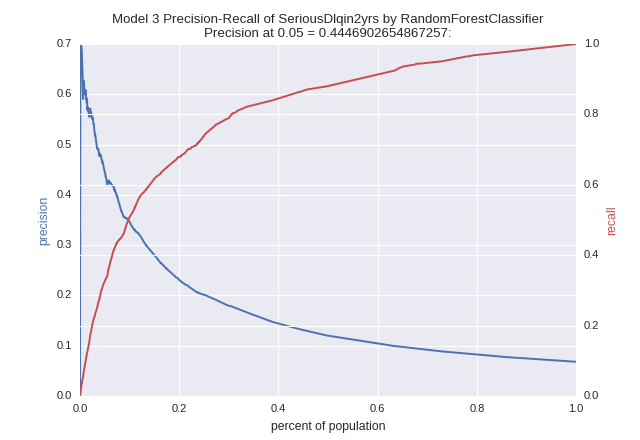 Model 3 Precision-Recall of SeriousDlqin2yrs by RandomForestClassifier
Precision at 0.05 = 0.4446902654867257:
0.7
0.6
0.5
0.4
0.3
0.2
0.1
0.0
precision
1.0
0.8
0.6
0.4
0.2
0.0
recall
0.0 0.2 0.4 0.6 0.8 1.0
percent of population